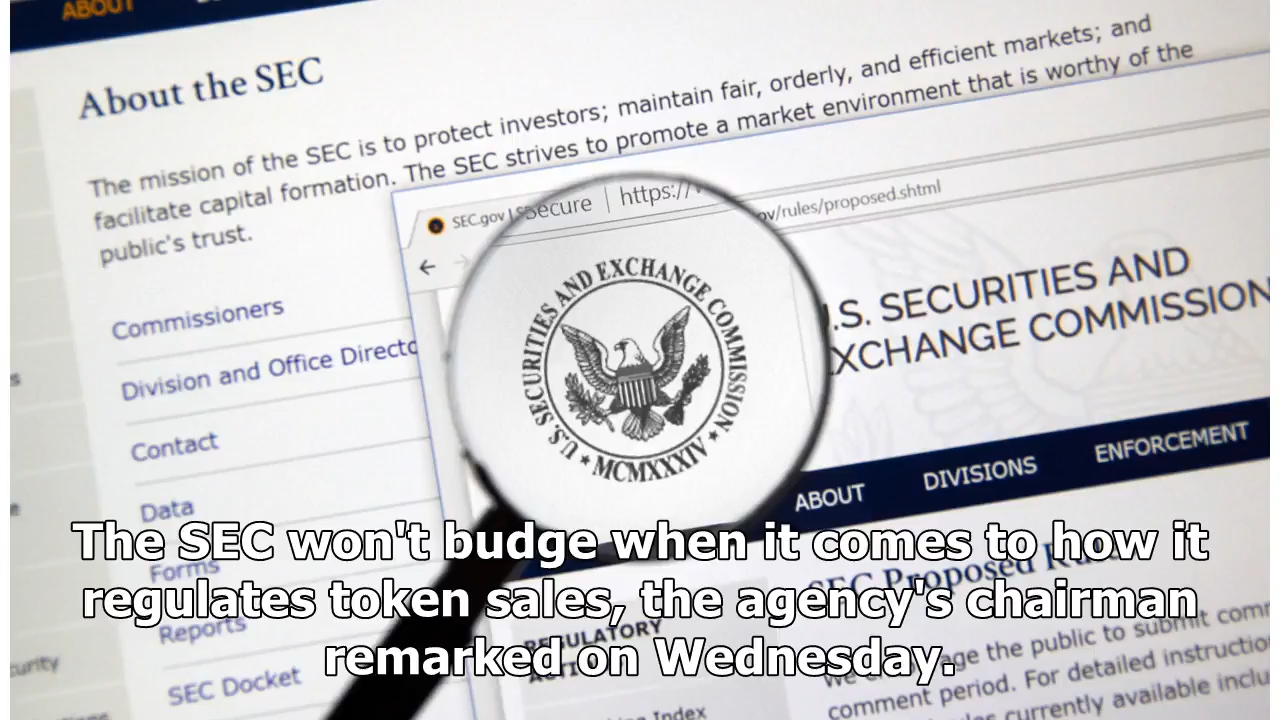 ABOUT
About the SEC
The mission of the SEC is to protect investors; maintain fair, orderly, and efficient markets; and
facilitate capital formation. The SEC strives to promote a market environment that is worthy of the
public's trust.
Commissioners
Division and Office Directo
Contact
Data
Forms
Reports
SEC Docket
SEC.gov | S
Secure
https://
ov/rules/proposed.shtml
U.S. SECURITIES AND EXCHANGE COMMISSION
MCMXXXIV
.S. SECURITIES AND
XCHANGE COMMISSION
ABOUT
DIVISIONS
ENFORCEMENT
SEC Proposed
REGULATORY
age the public to submit com
comment period. For detailed instructio
currently available inclu
Index
urity
The SEC won't budge when it comes to how it
regulates token sales, the agency's chairman
remarked on Wednesday.